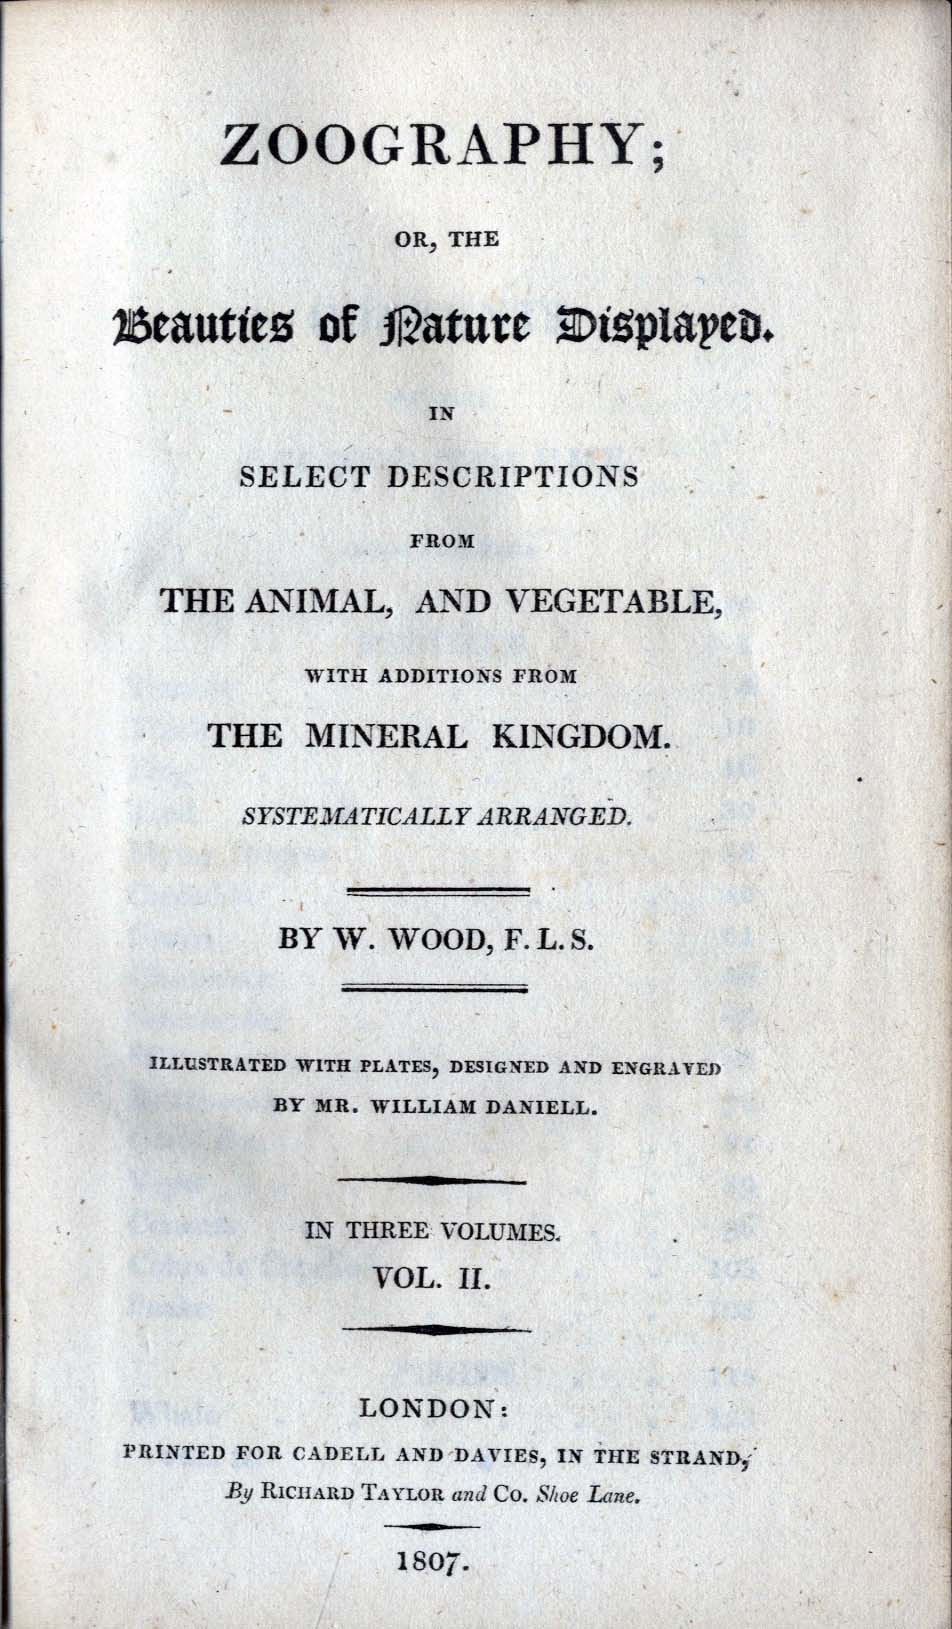 ZOOGRAPHY;
OR, THE
Beauties of Nature Displayed.
IN
SELECT DESCRIPTIONS
FROM
THE ANIMAL, AND VEGETABLE,
WITH ADDITIONS FROM
THE MINERAL KINGDOM.
SYSTEMATICALLY ARRANGED.
BY W. WOOD, F. L. S.
ILLUSTRATED WITH PLATES, DESIGNED AND ENGRAVED
BY MR. WILLIAM DANIELL.
IN THREE VOLUMES.
VOL. II.
LONDON:
PRINTED FOR CADELL AND DAVIES, IN THE STRAND,
By RICHARD TAYLOR and Co. Shoe Lane.
1807.